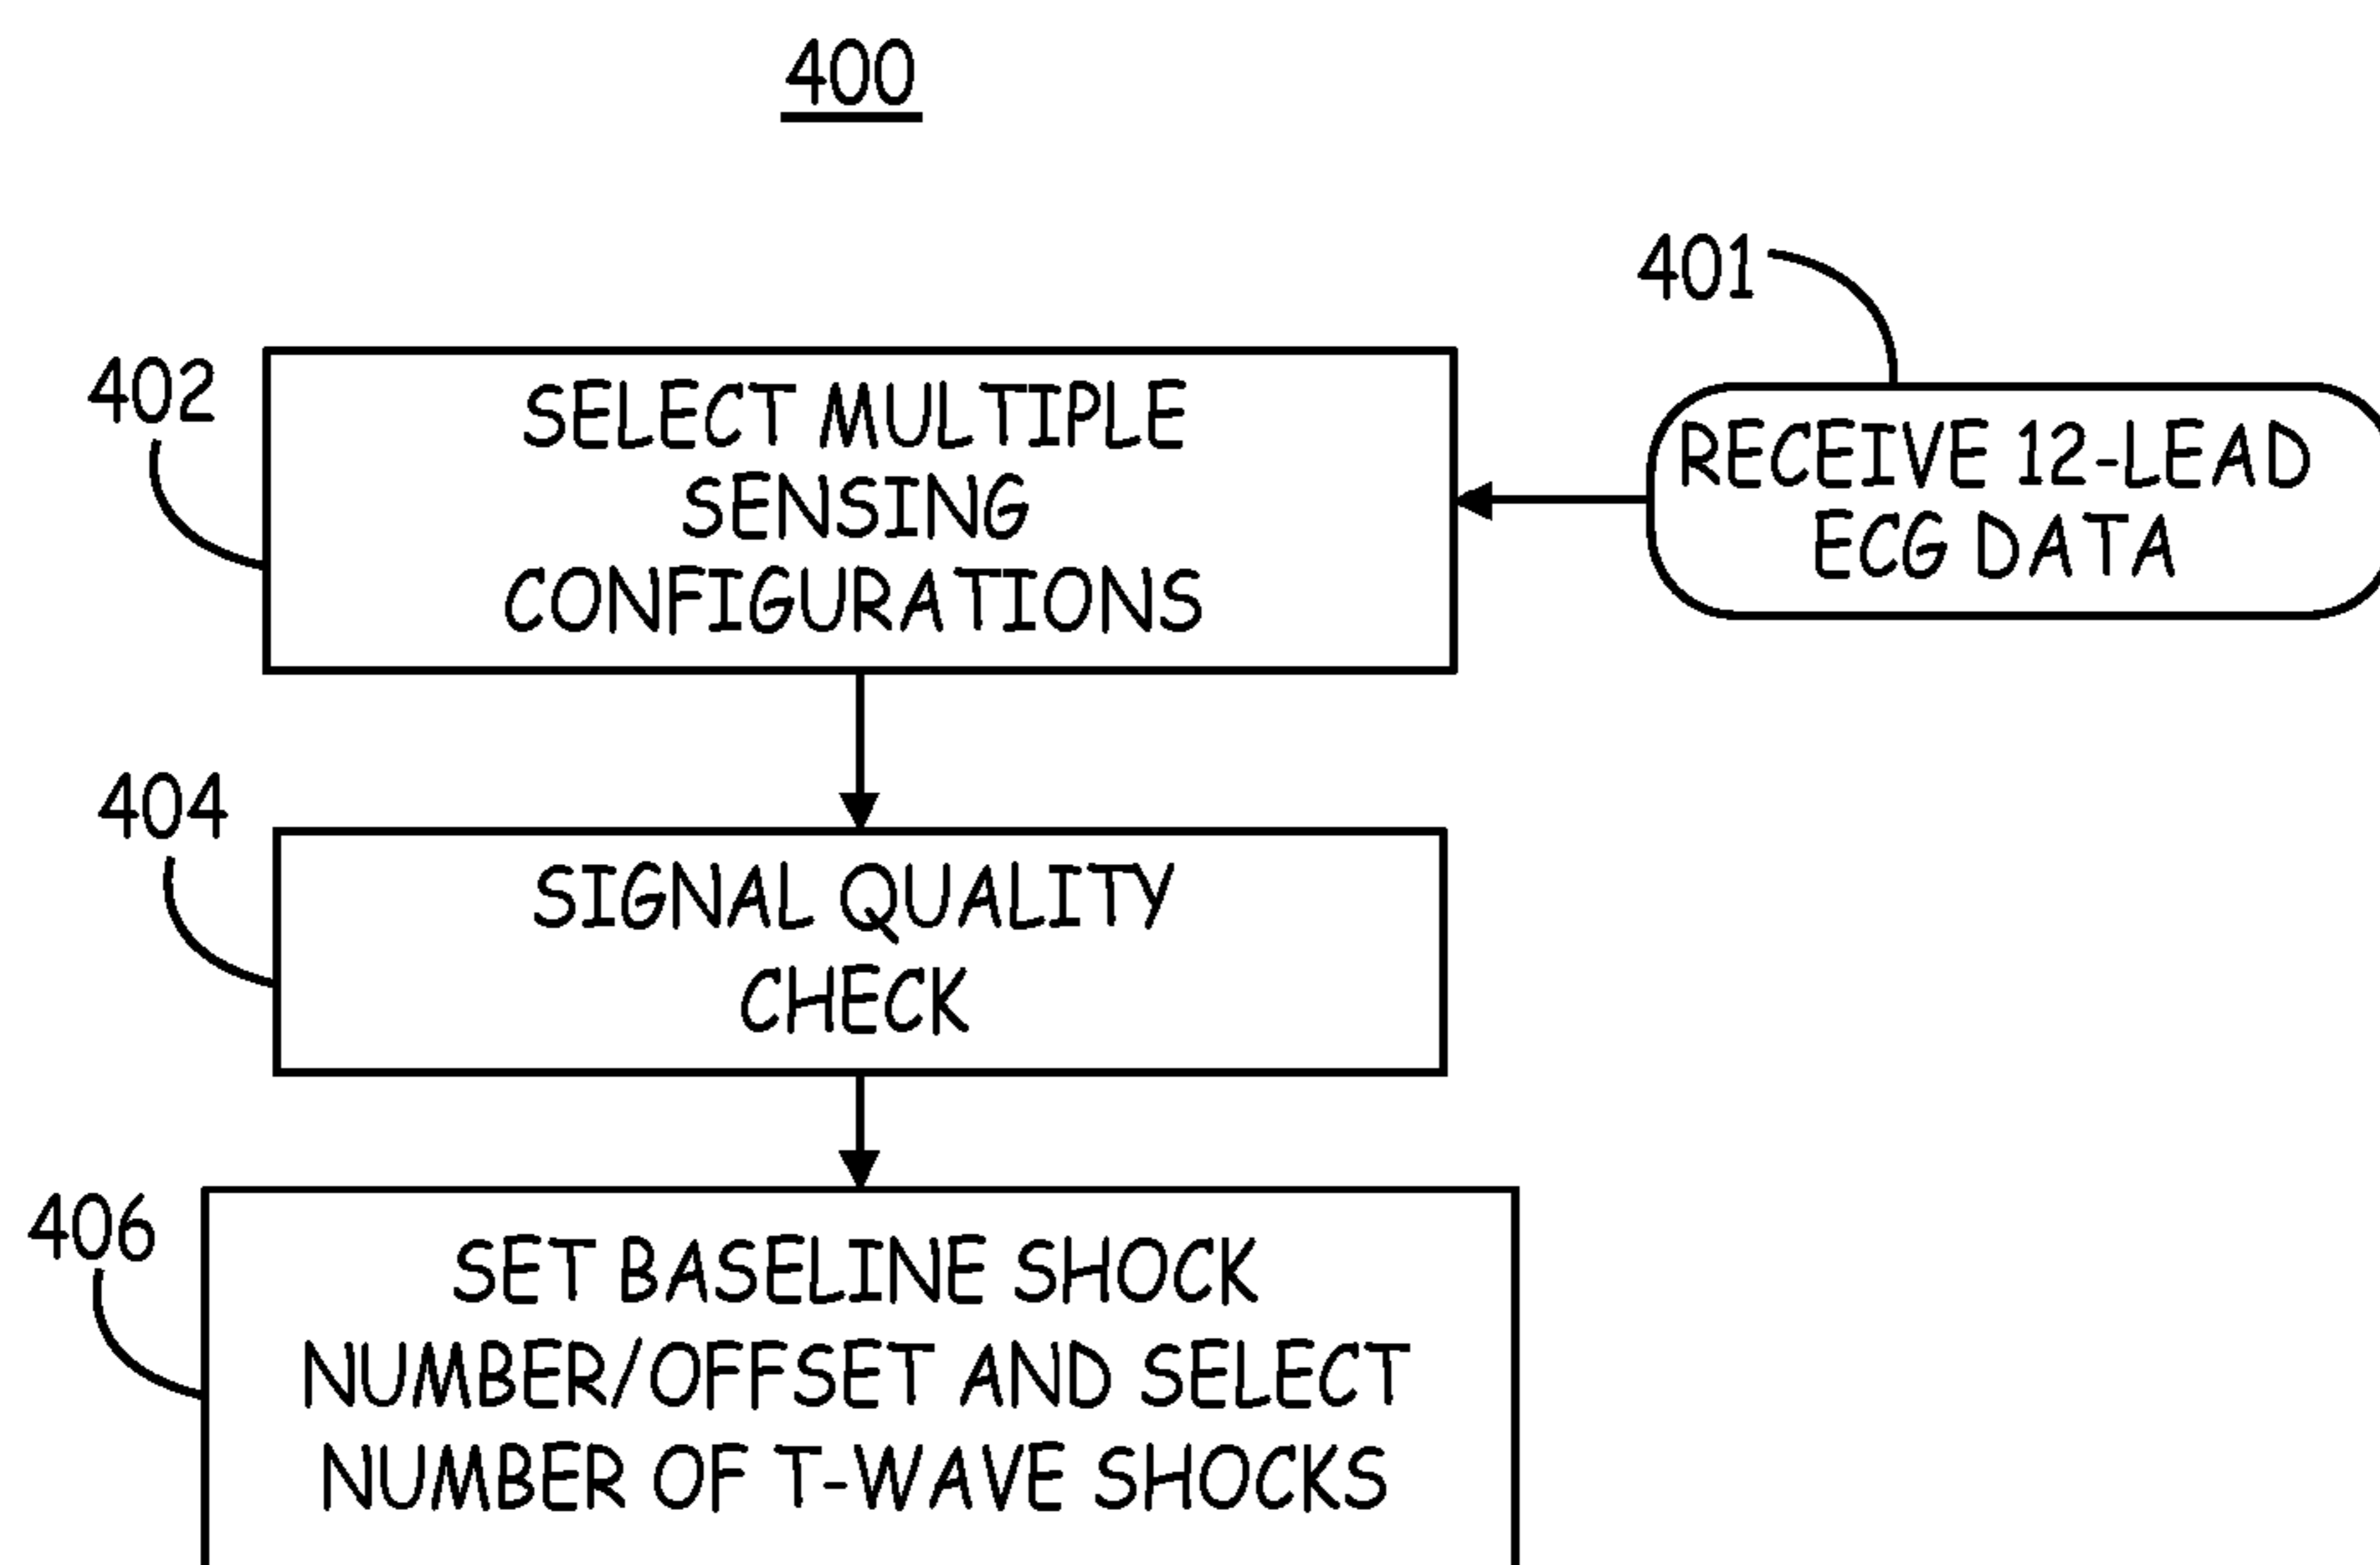 400
401
402
SELECT MULTIPLE
SENSING
CONFIGURATIONS
RECEIVE 12-LEAD
ECG DATA
404
SIGNAL QUALITY
CHECK
406
SET BASELINE SHOCK
NUMBER/OFFSET AND SELECT
NUMBER OF T-WAVE SHOCKS